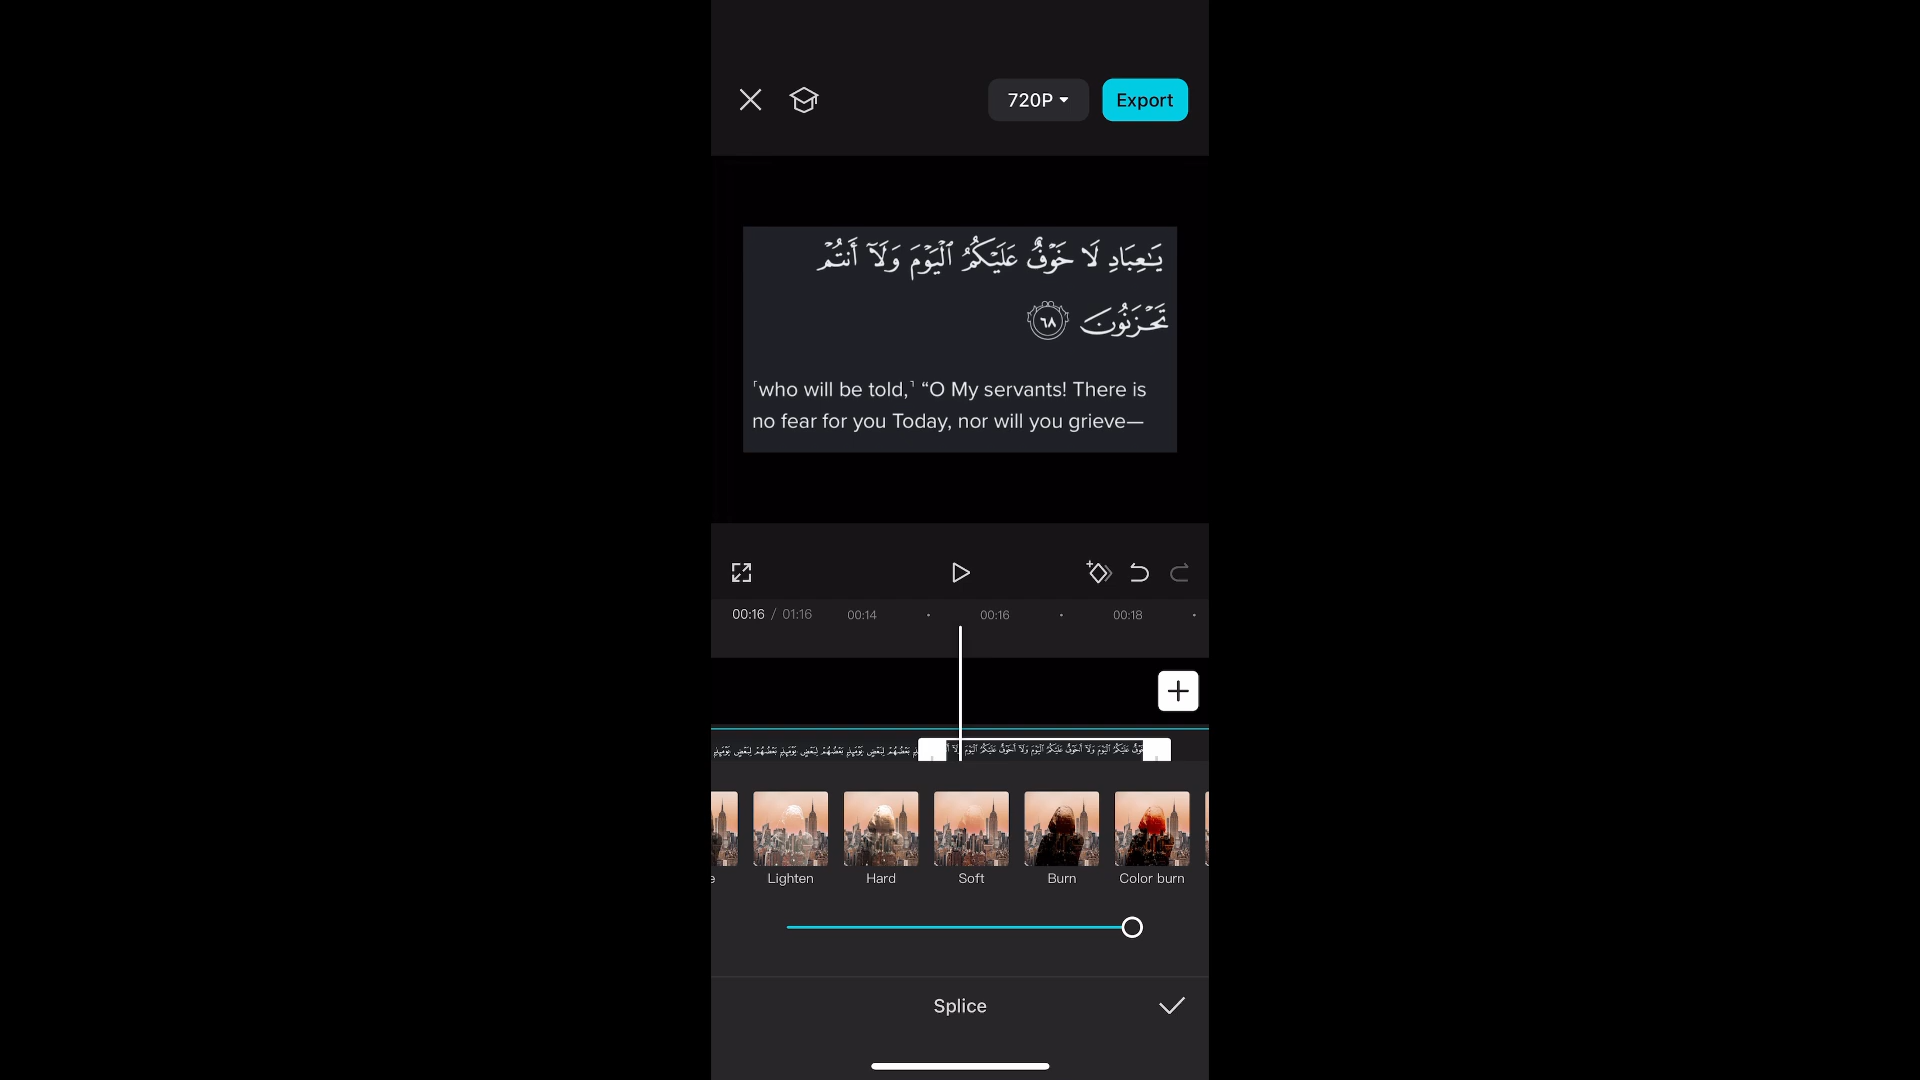 720P
Export
يَـٰعِبَادِ لَا خَوْفٌ عَلَيْكُمُ ٱلْيَوْمَ وَلَآ أَنتُمْ
تَحْزَنُونَ ٦٨
⸢who will be told,⸣ “O My servants! There is
no fear for you Today, nor will you grieve—
00:16 / 01:16 00:14 00:16 00:18
Lighten Hard Soft Burn Color burn
Splice